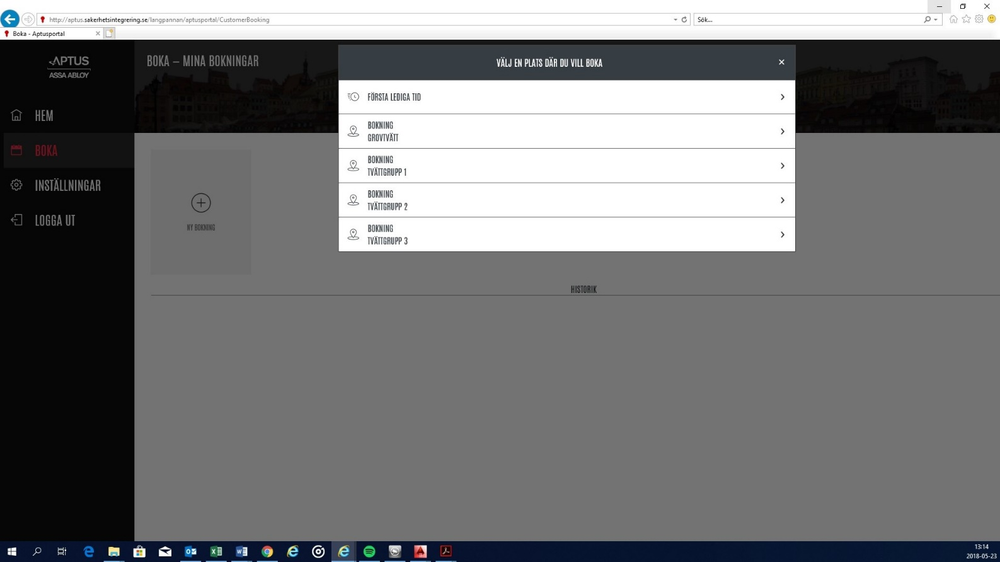 http://aptus.sakerhetsintegrering.se/langpannan/aptusportal/CustomerBooking
Sök...
Boka - Aptusportal
APTUS
ASSA ABLOY
BOKA – MINA BOKNINGAR
HEM
BOKA
INSTÄLLNINGAR
LOGGA UT
NY BOKNING
VÄLJ EN PLATS DÄR DU VILL BOKA
FÖRSTA LEDIGA TID
BOKNING
GROVTVÄTT
BOKNING
TVÄTTGRUPP 1
BOKNING
TVÄTTGRUPP 2
BOKNING
TVÄTTGRUPP 3
HISTORIK
13:14
2018-05-23